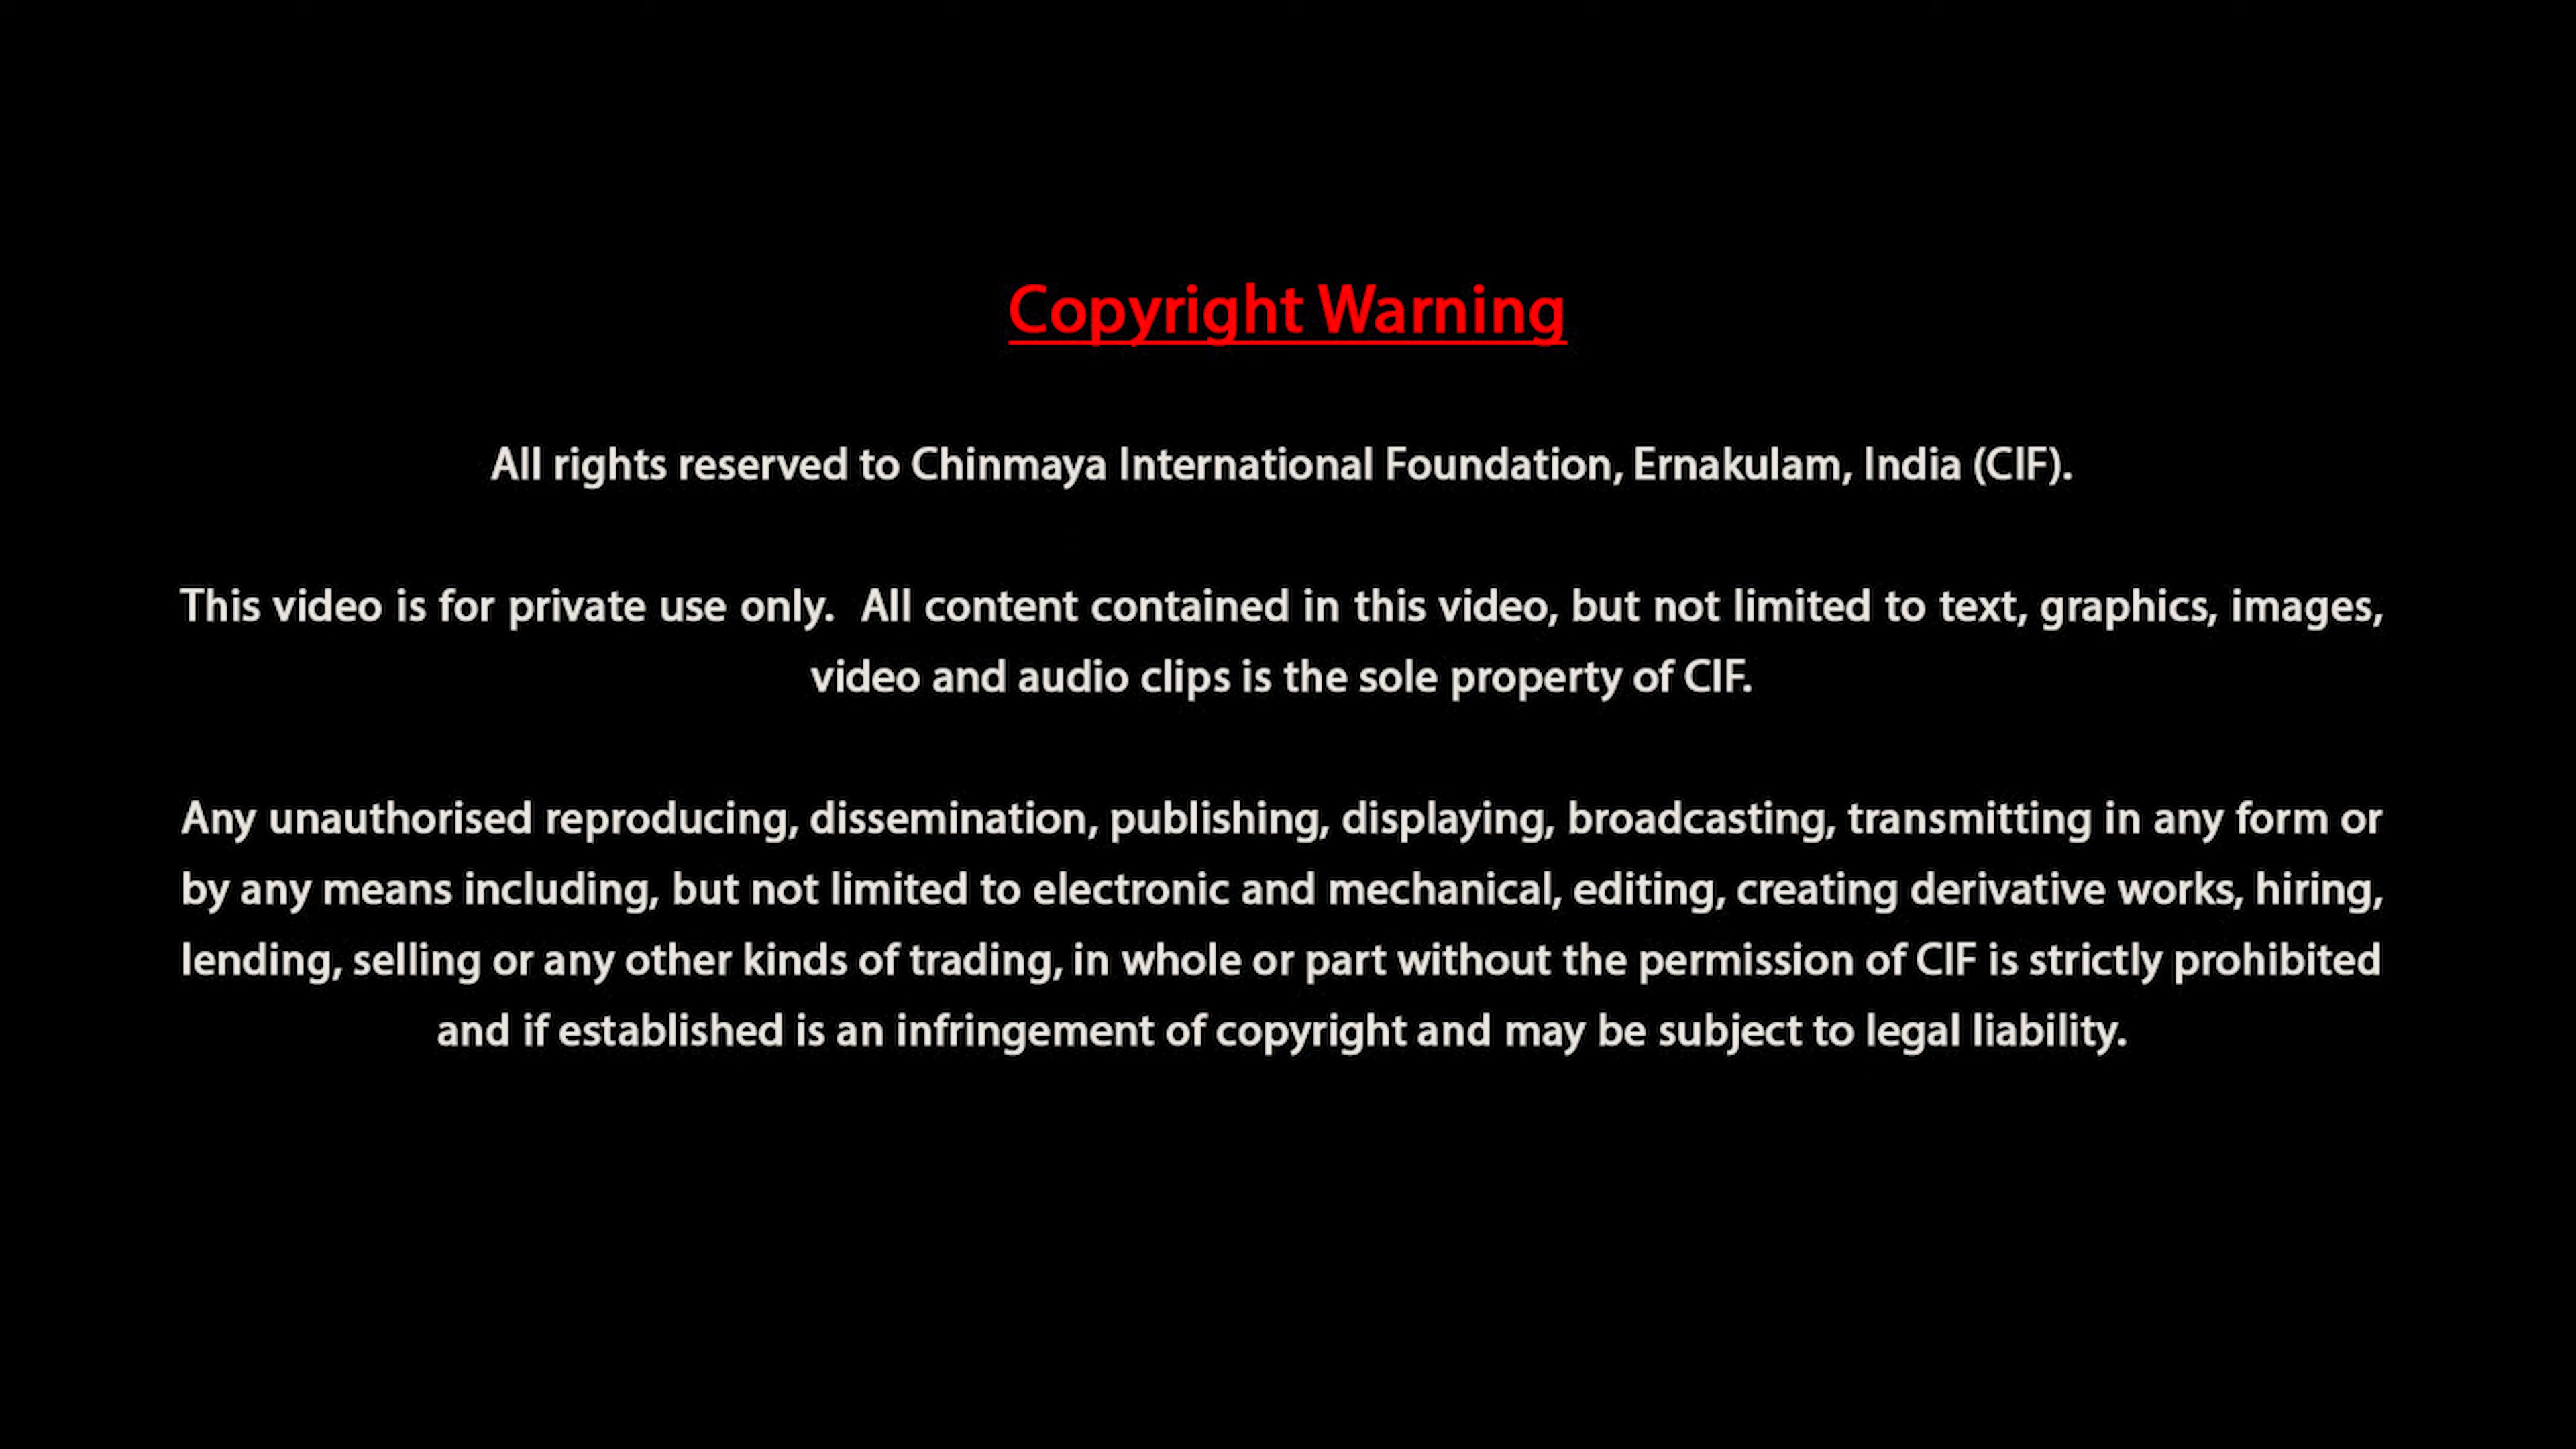 Copyright Warning
All rights reserved to Chinmaya International Foundation, Ernakulam, India (CIF).
This video is for private use only.  All content contained in this video, but not limited to text, graphics, images,
video and audio clips is the sole property of CIF.
Any unauthorised reproducing, dissemination, publishing, displaying, broadcasting, transmitting in any form or
by any means including, but not limited to electronic and mechanical, editing, creating derivative works, hiring,
lending, selling or any other kinds of trading, in whole or part without the permission of CIF is strictly prohibited
and if established is an infringement of copyright and may be subject to legal liability.